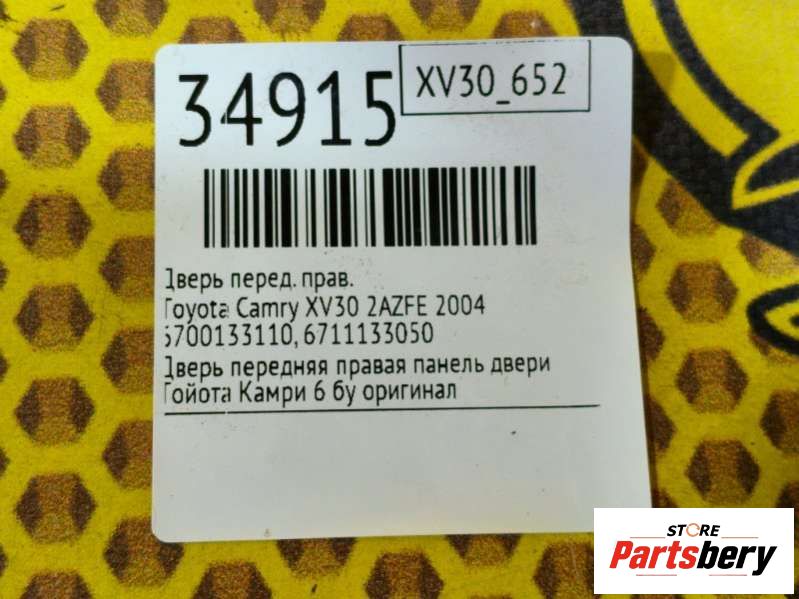 34915
XV30_652
Дверь перед. прав.
Toyota Camry XV30 2AZFE 2004
6700133110, 6711133050
Дверь передняя правая панель двери
Тойота Камри 6 бу оригинал
STORE
Partsbery